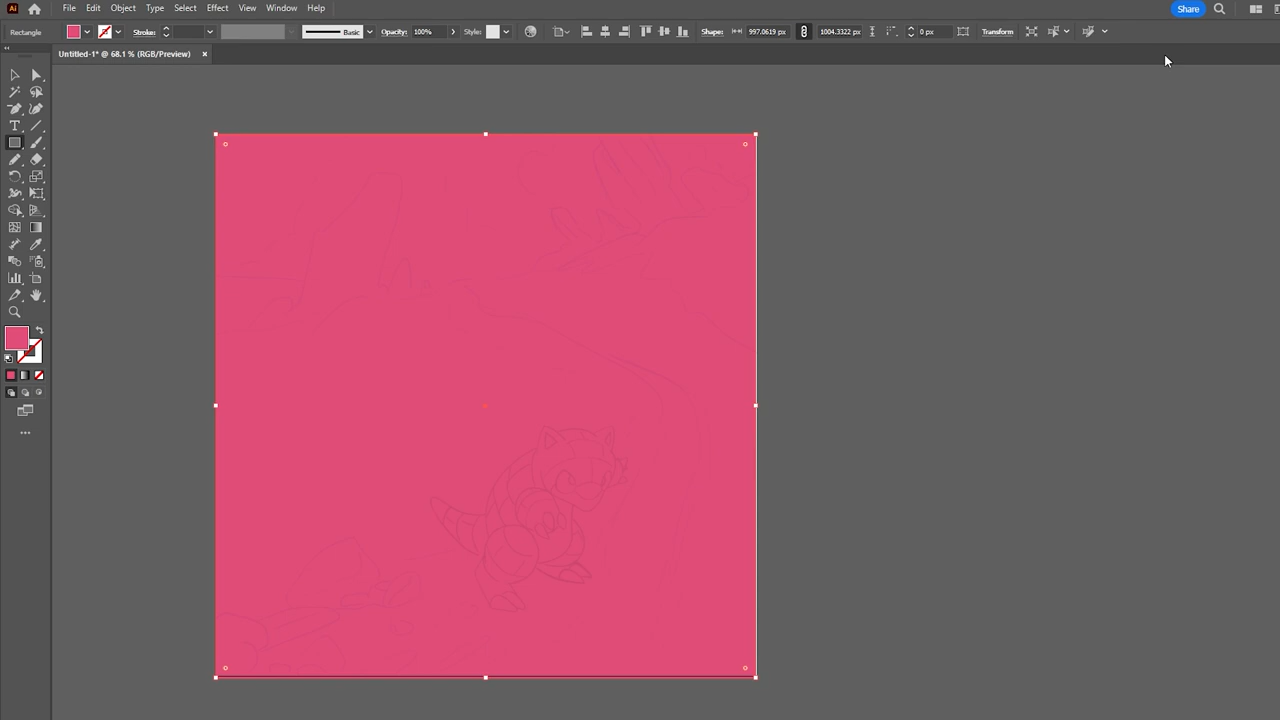 Ai File Edit Object Type Select Effect View Window Help Share
Rectangle Stroke: Basic Opacity: 100% Style: Shape: 997.0619 px 1004.3322 px 0 px Transform
Untitled-1* @ 68.1 % (RGB/Preview) ×